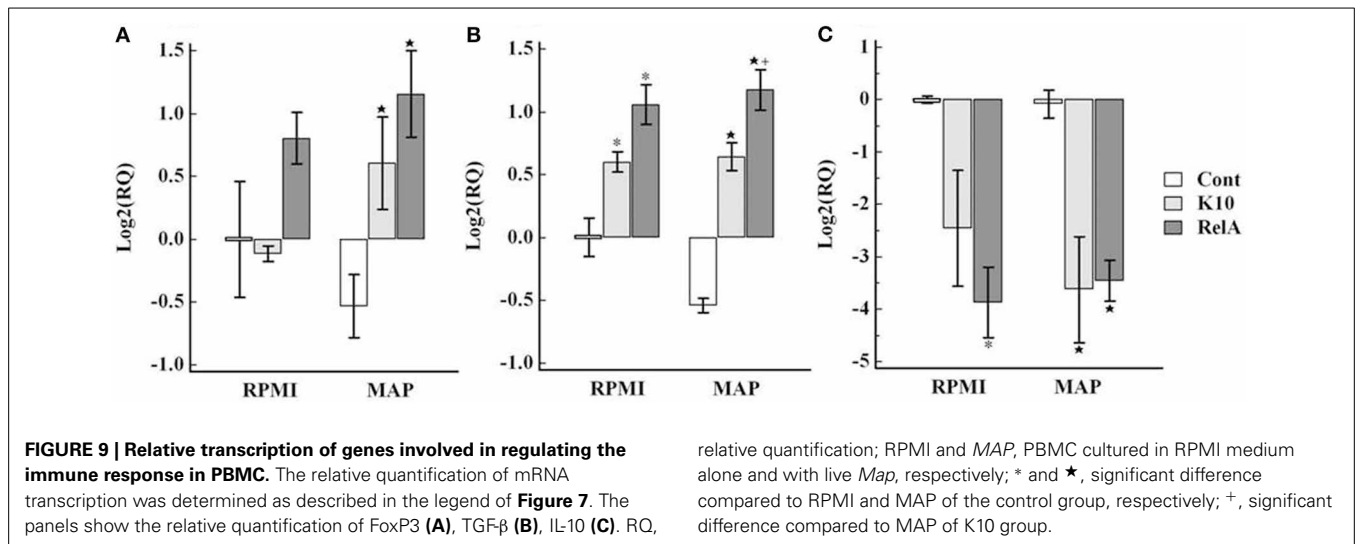 A
B
C
1.5
1.0
0.5
0.0
-0.5
-1.0
Log2(RQ)
★
★
RPMI
MAP
1.5
1.0
0.5
0.0
-0.5
-1.0
Log2(RQ)
*
*
★
★+
RPMI
MAP
1
0
-1
-2
-3
-4
-5
Log2(RQ)
*
★
★
RPMI
MAP
Cont
K10
RelA
FIGURE 9 | Relative transcription of genes involved in regulating the
immune response in PBMC. The relative quantification of mRNA
transcription was determined as described in the legend of Figure 7. The
panels show the relative quantification of FoxP3 (A), TGF-β (B), IL-10 (C). RQ,
relative quantification; RPMI and MAP, PBMC cultured in RPMI medium
alone and with live Map, respectively; * and ★, significant difference
compared to RPMI and MAP of the control group, respectively; +, significant
difference compared to MAP of K10 group.